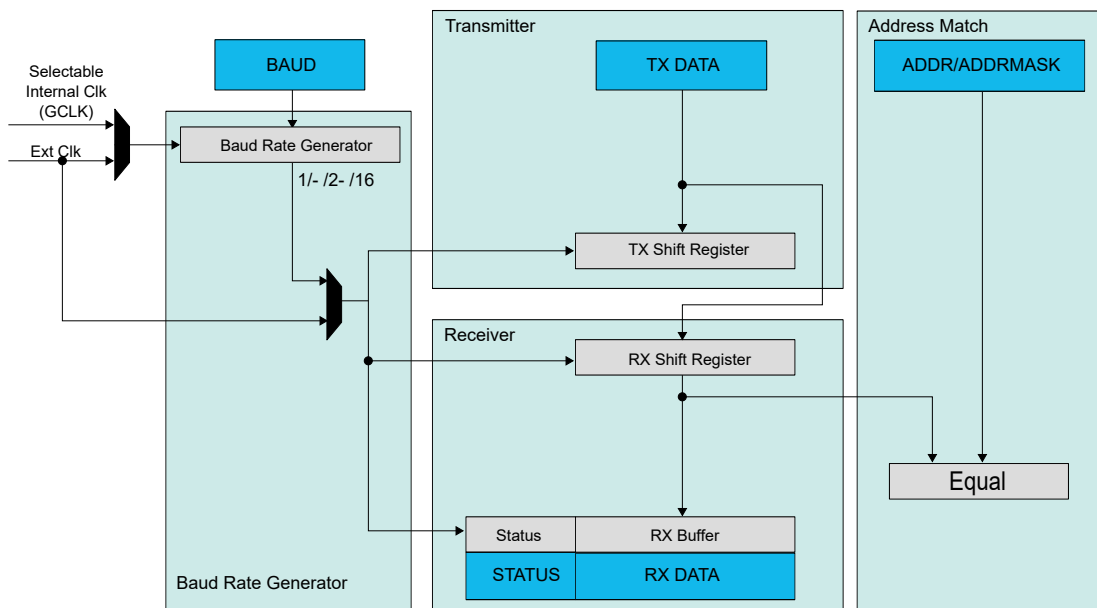 Selectable
Internal Clk
(GCLK)
Ext Clk
BAUD
Baud Rate Generator
1/- /2- /16
Baud Rate Generator
Transmitter
TX DATA
TX Shift Register
Receiver
RX Shift Register
Status
RX Buffer
STATUS
RX DATA
Address Match
ADDR/ADDRMASK
Equal